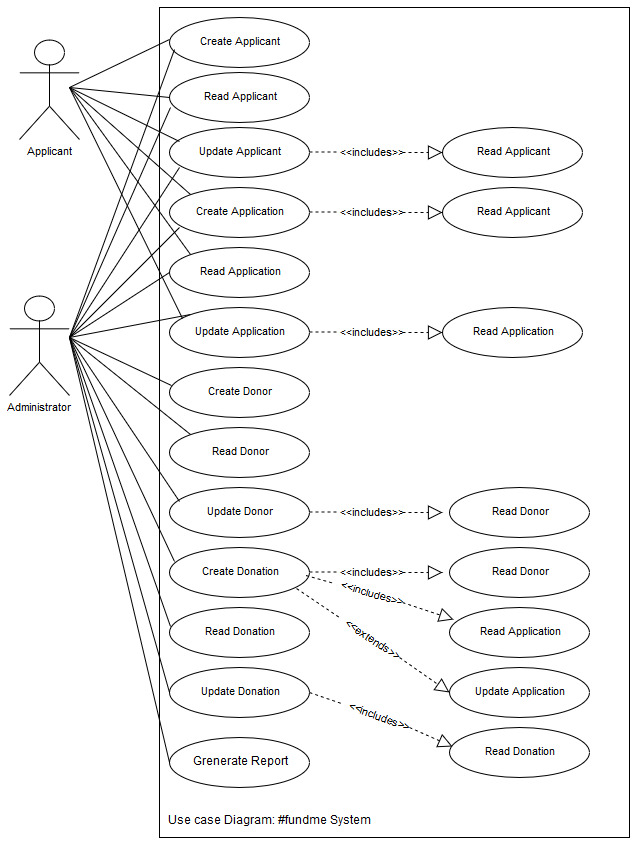 Create Applicant
Read Applicant
Applicant
Update Applicant <<includes>> Read Applicant
Create Application <<includes>> Read Applicant
Read Application
Update Application <<includes>> Read Application
Administrator
Create Donor
Read Donor
Update Donor <<includes>> Read Donor
Create Donation <<includes>> Read Donor
<<includes>>
Read Donation
Read Application
<<extends>>
Update Donation
Update Application
<<includes>>
Read Donation
Grenerate Report
Use case Diagram: #fundme System